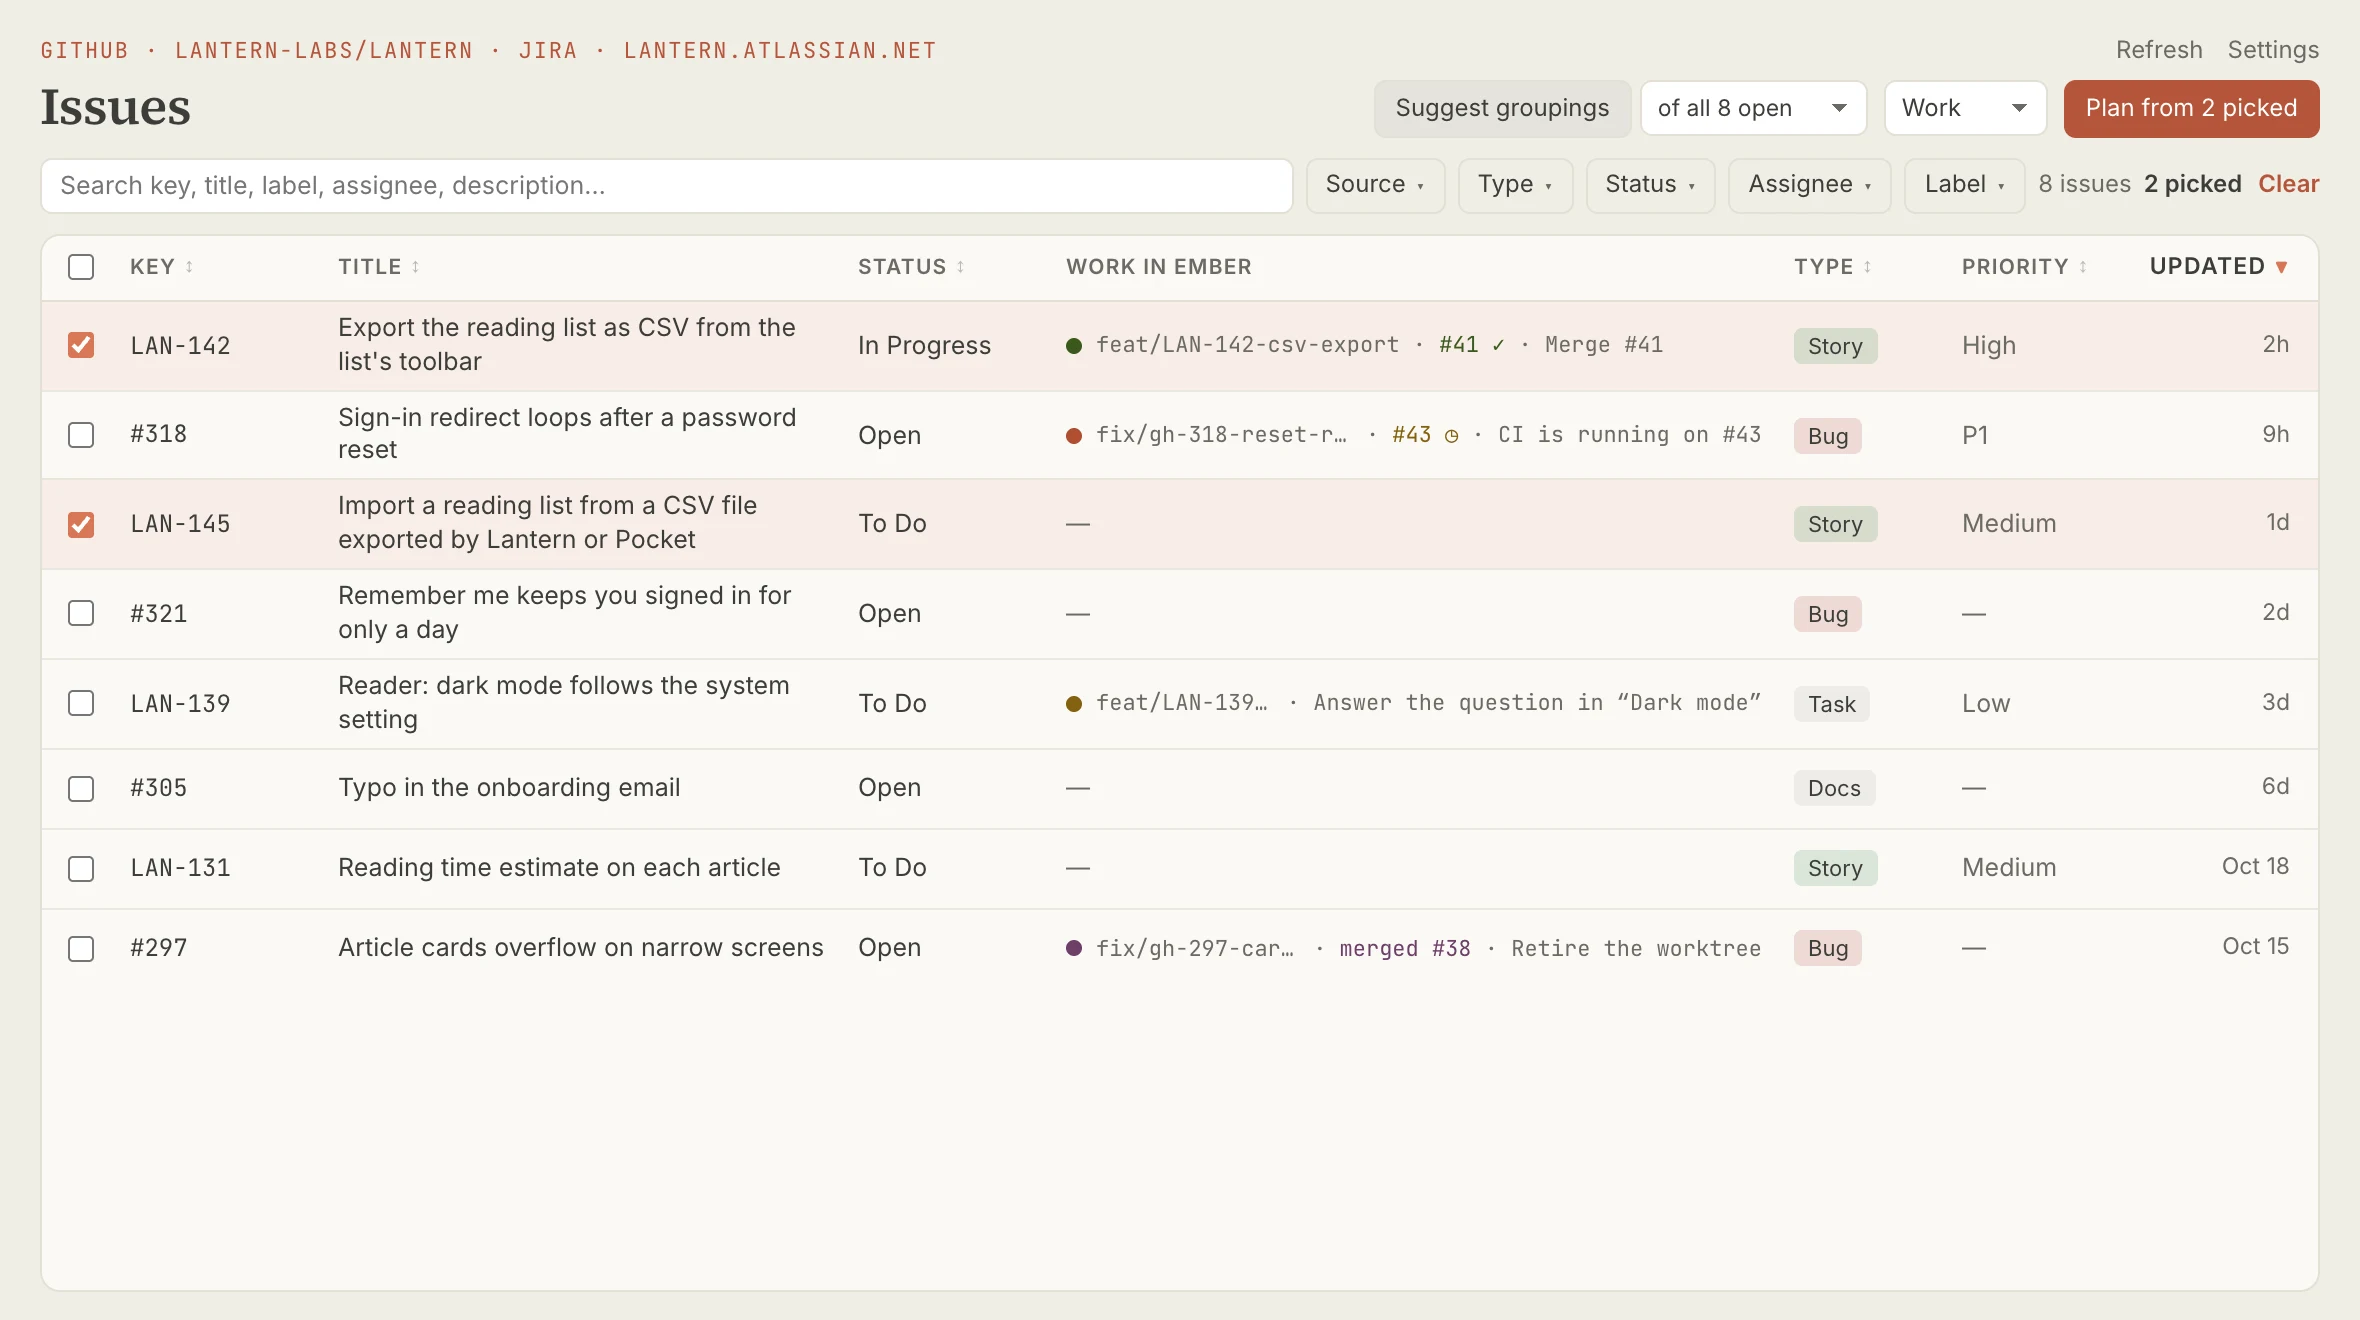 GITHUB · LANTERN-LABS/LANTERN · JIRA · LANTERN.ATLASSIAN.NET
Refresh Settings
Issues
Suggest groupings of all 8 open Work Plan from 2 picked
Search key, title, label, assignee, description...
Source Type Status Assignee Label 8 issues 2 picked Clear
KEY TITLE STATUS WORK IN EMBER TYPE PRIORITY UPDATED
LAN-142 Export the reading list as CSV from the
list's toolbar
In Progress feat/LAN-142-csv-export · #41 ✓ · Merge #41 Story High 2h
#318 Sign-in redirect loops after a password
reset
Open fix/gh-318-reset-r… · #43 ◷ · CI is running on #43 Bug P1 9h
LAN-145 Import a reading list from a CSV file
exported by Lantern or Pocket
To Do — Story Medium 1d
#321 Remember me keeps you signed in for
only a day
Open — Bug — 2d
LAN-139 Reader: dark mode follows the system
setting
To Do feat/LAN-139… · Answer the question in “Dark mode” Task Low 3d
#305 Typo in the onboarding email Open — Docs — 6d
LAN-131 Reading time estimate on each article To Do — Story Medium Oct 18
#297 Article cards overflow on narrow screens Open fix/gh-297-car… · merged #38 · Retire the worktree Bug — Oct 15